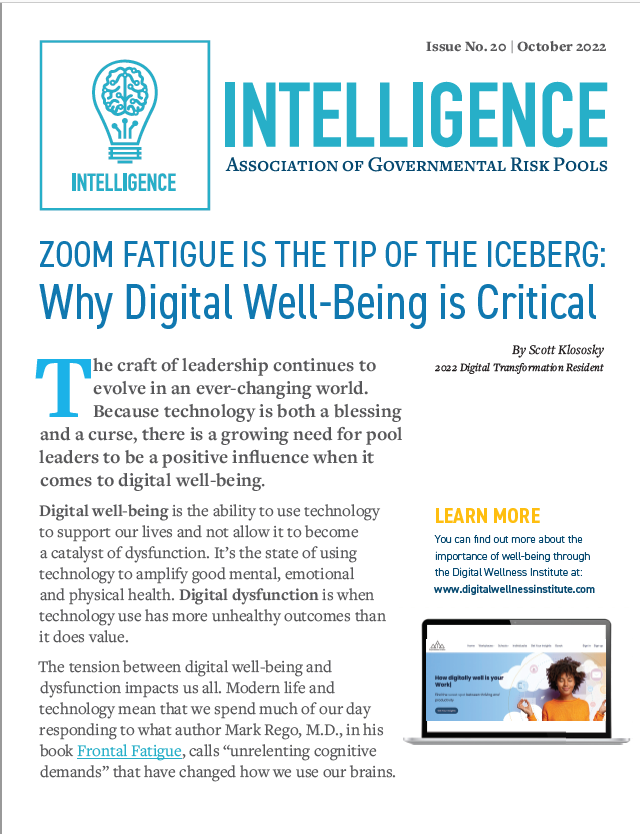 Issue No. 20 | October 2022
INTELLIGENCE
INTELLIGENCE
Association of Governmental Risk Pools
ZOOM FATIGUE IS THE TIP OF THE ICEBERG:
Why Digital Well-Being is Critical
By Scott Klososky
2022 Digital Transformation Resident
The craft of leadership continues to
evolve in an ever-changing world.
Because technology is both a blessing
and a curse, there is a growing need for pool
leaders to be a positive influence when it
comes to digital well-being.
Digital well-being is the ability to use technology
to support our lives and not allow it to become
a catalyst of dysfunction. It’s the state of using
technology to amplify good mental, emotional
and physical health. Digital dysfunction is when
technology use has more unhealthy outcomes than
it does value.
The tension between digital well-being and
dysfunction impacts us all. Modern life and
technology mean that we spend much of our day
responding to what author Mark Rego, M.D., in his
book Frontal Fatigue, calls “unrelenting cognitive
demands” that have changed how we use our brains.
LEARN MORE
You can find out more about the
importance of well-being through
the Digital Wellness Institute at:
www.digitalwellnessinstitute.com
How digitally well is your
Work|